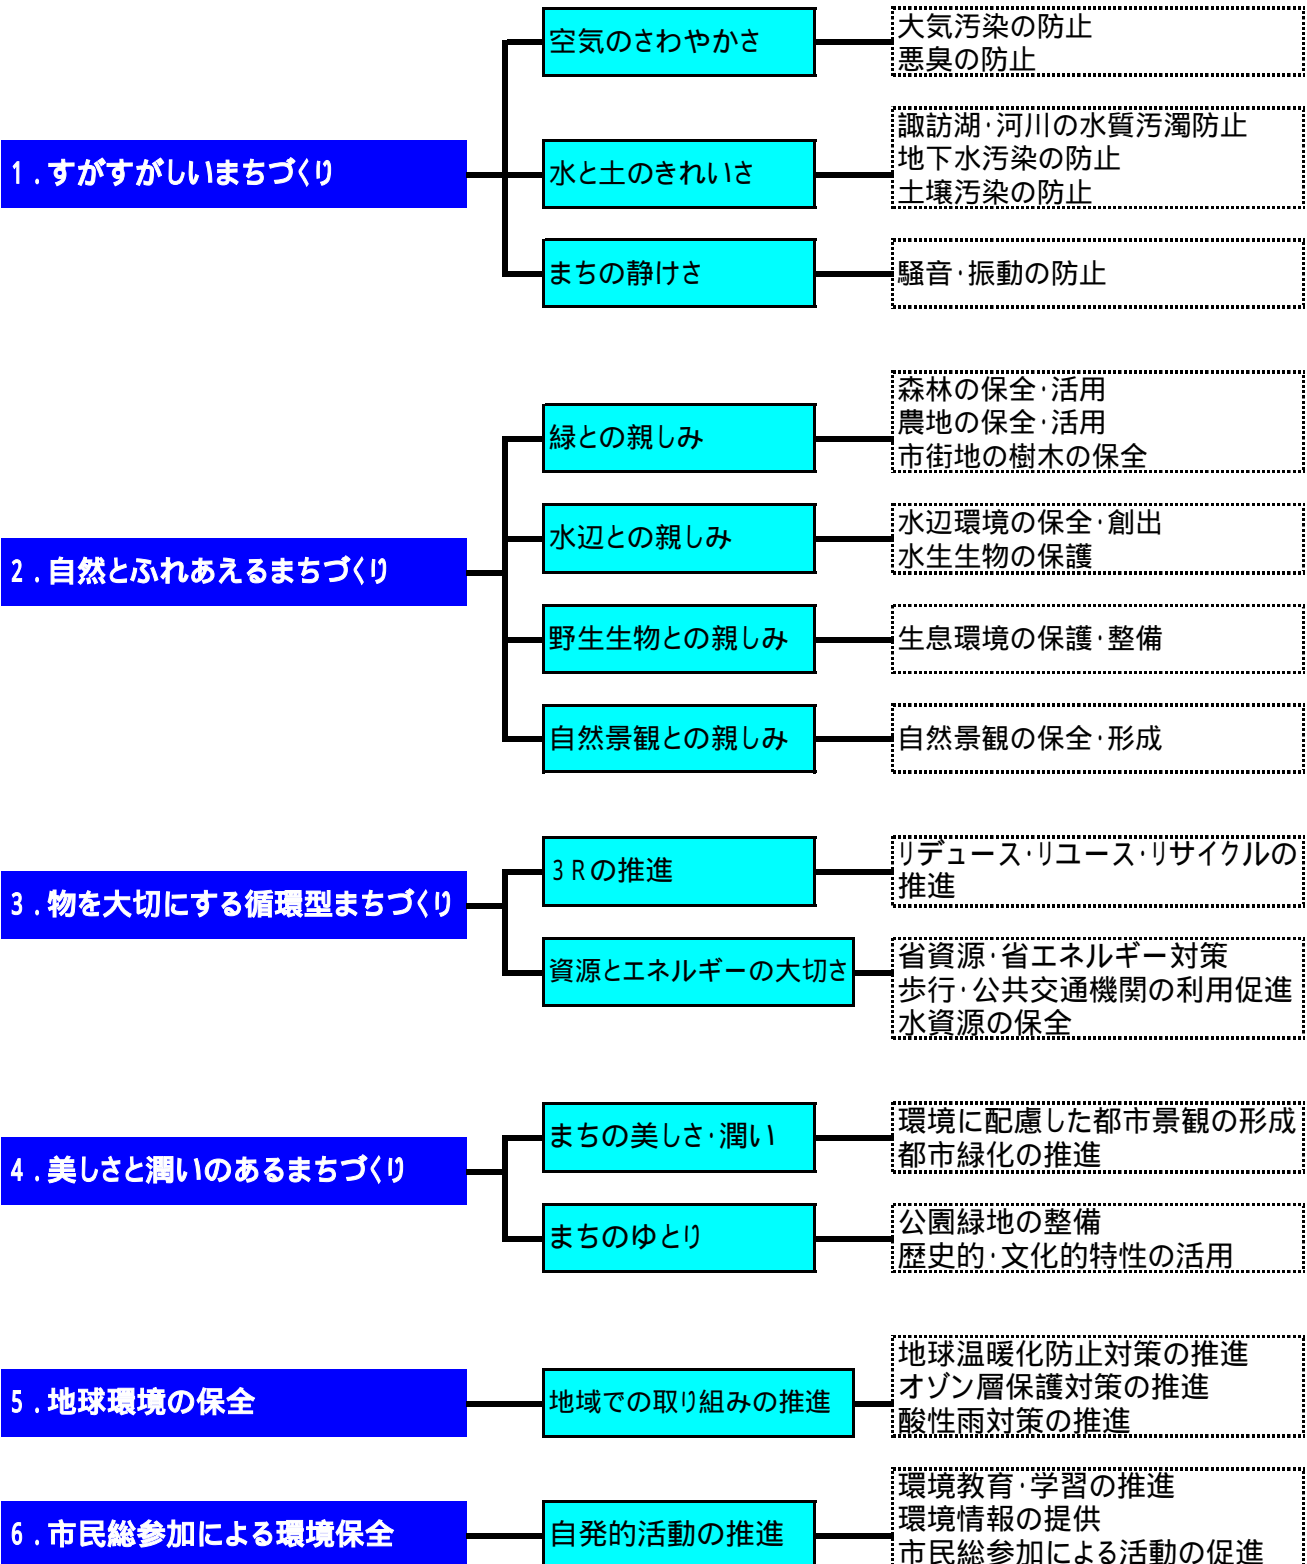 空気のさわやかさ
大気汚染の防止
悪臭の防止
1．すがすがしいまちづくり
水と土のきれいさ
諏訪湖・河川の水質汚濁防止
地下水汚染の防止
土壌汚染の防止
まちの静けさ
騒音・振動の防止
2．自然とふれあえるまちづくり
緑との親しみ
森林の保全・活用
農地の保全・活用
市街地の樹木の保全
水辺との親しみ
水辺環境の保全・創出
水生生物の保護
野生生物との親しみ
生息環境の保護・整備
自然景観との親しみ
自然景観の保全・形成
3．物を大切にする循環型まちづくり
3Rの推進
リデュース・リユース・リサイクルの
推進
資源とエネルギーの大切さ
省資源・省エネルギー対策
歩行・公共交通機関の利用促進
水資源の保全
4．美しさと潤いのあるまちづくり
まちの美しさ・潤い
環境に配慮した都市景観の形成
都市緑化の推進
まちのゆとり
公園緑地の整備
歴史的・文化的特性の活用
5．地球環境の保全
地域での取り組みの推進
地球温暖化防止対策の推進
オゾン層保護対策の推進
酸性雨対策の推進
6．市民総参加による環境保全
自発的活動の推進
環境教育・学習の推進
環境情報の提供
市民総参加による活動の促進